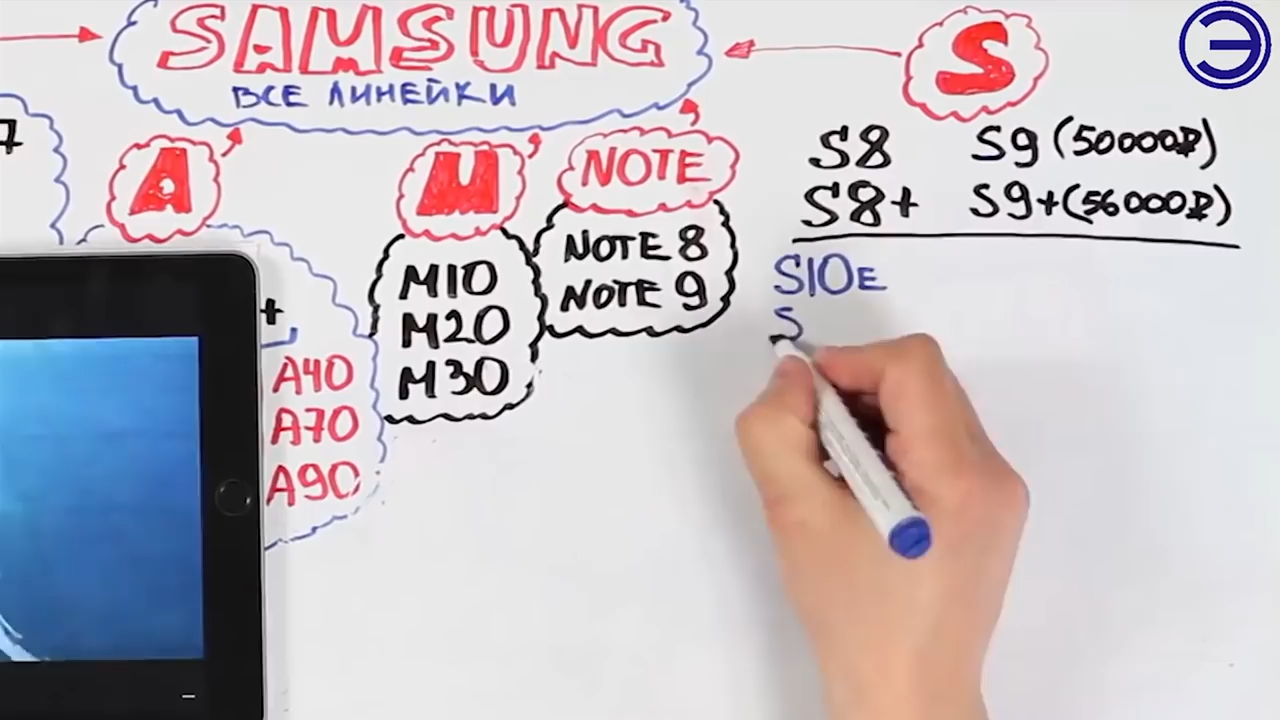 SAMSUNG
ВСЕ ЛИНЕЙКИ
S
Э
7
A
M
NOTE
S8 S9 (50000₽)
S8+ S9+ (56000₽)
NOTE 8
NOTE 9
M10
M20
M30
+
A40
A70
A90
S10E
S